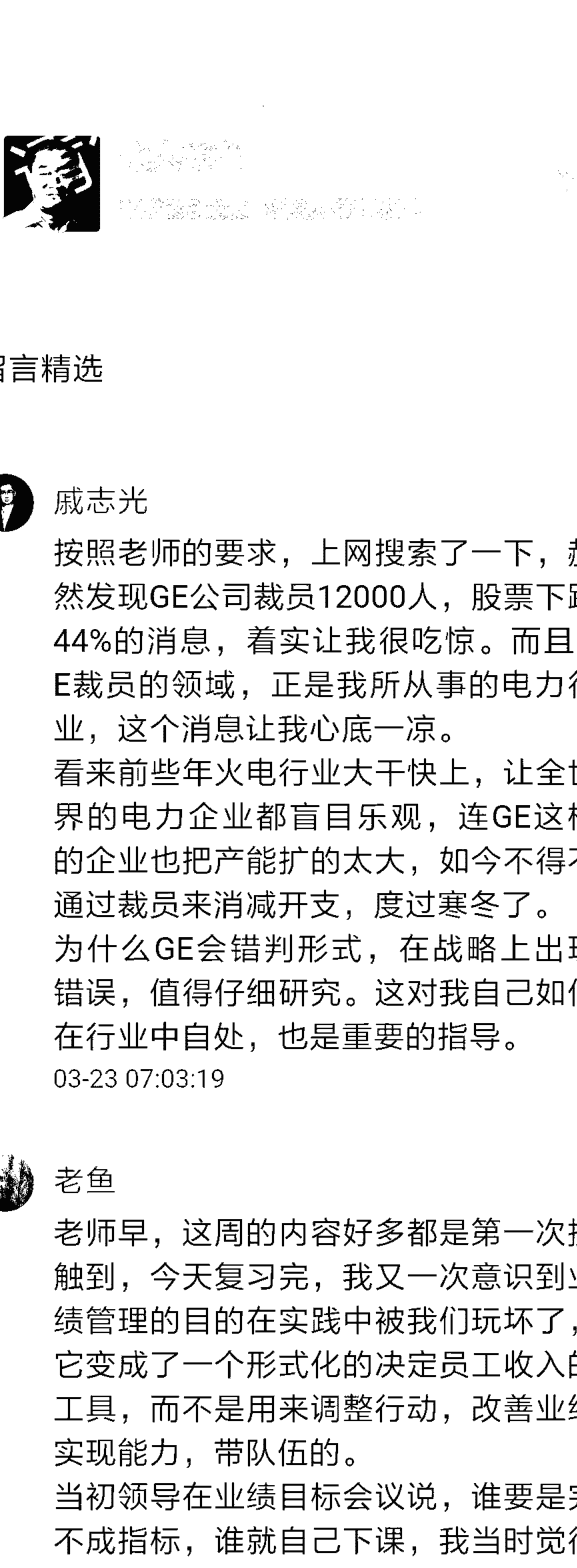 言精选
戚志光
按照老师的要求，上网搜索了一下，
然发现GE公司裁员12000人，股票下
44%的消息，着实让我很吃惊。而且
E裁员的领域，正是我所从事的电力行
业，这个消息让我心底一凉。
看来前些年火电行业大干快上，让全世
界的电力企业都盲目乐观，连GE这样
的企业也把产能扩的太大，如今不得不
通过裁员来消减开支，度过寒冬了。
为什么GE会错判形式，在战略上出现
错误，值得仔细研究。这对我自己如何
在行业中自处，也是重要的指导。
03-23 07:03:19
老鱼
老师早，这周的内容好多都是第一次接
触到，今天复习完，我又一次意识到业
绩管理的目的在实践中被我们玩坏了，
它变成了一个形式化的决定员工收入的
工具，而不是用来调整行动，改善业绩
实现能力，带队伍的。
当初领导在业绩目标会议说，谁要是完
不成指标，谁就自己下课，我当时觉得